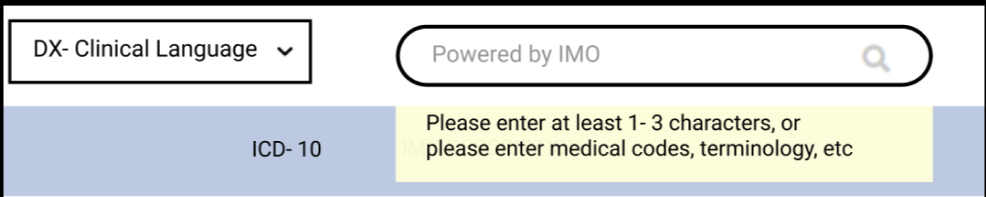 DX- Clinical Language
Powered by IMO
Please enter at least 1- 3 characters, or
ICD- 10
please enter medical codes, terminology, etc